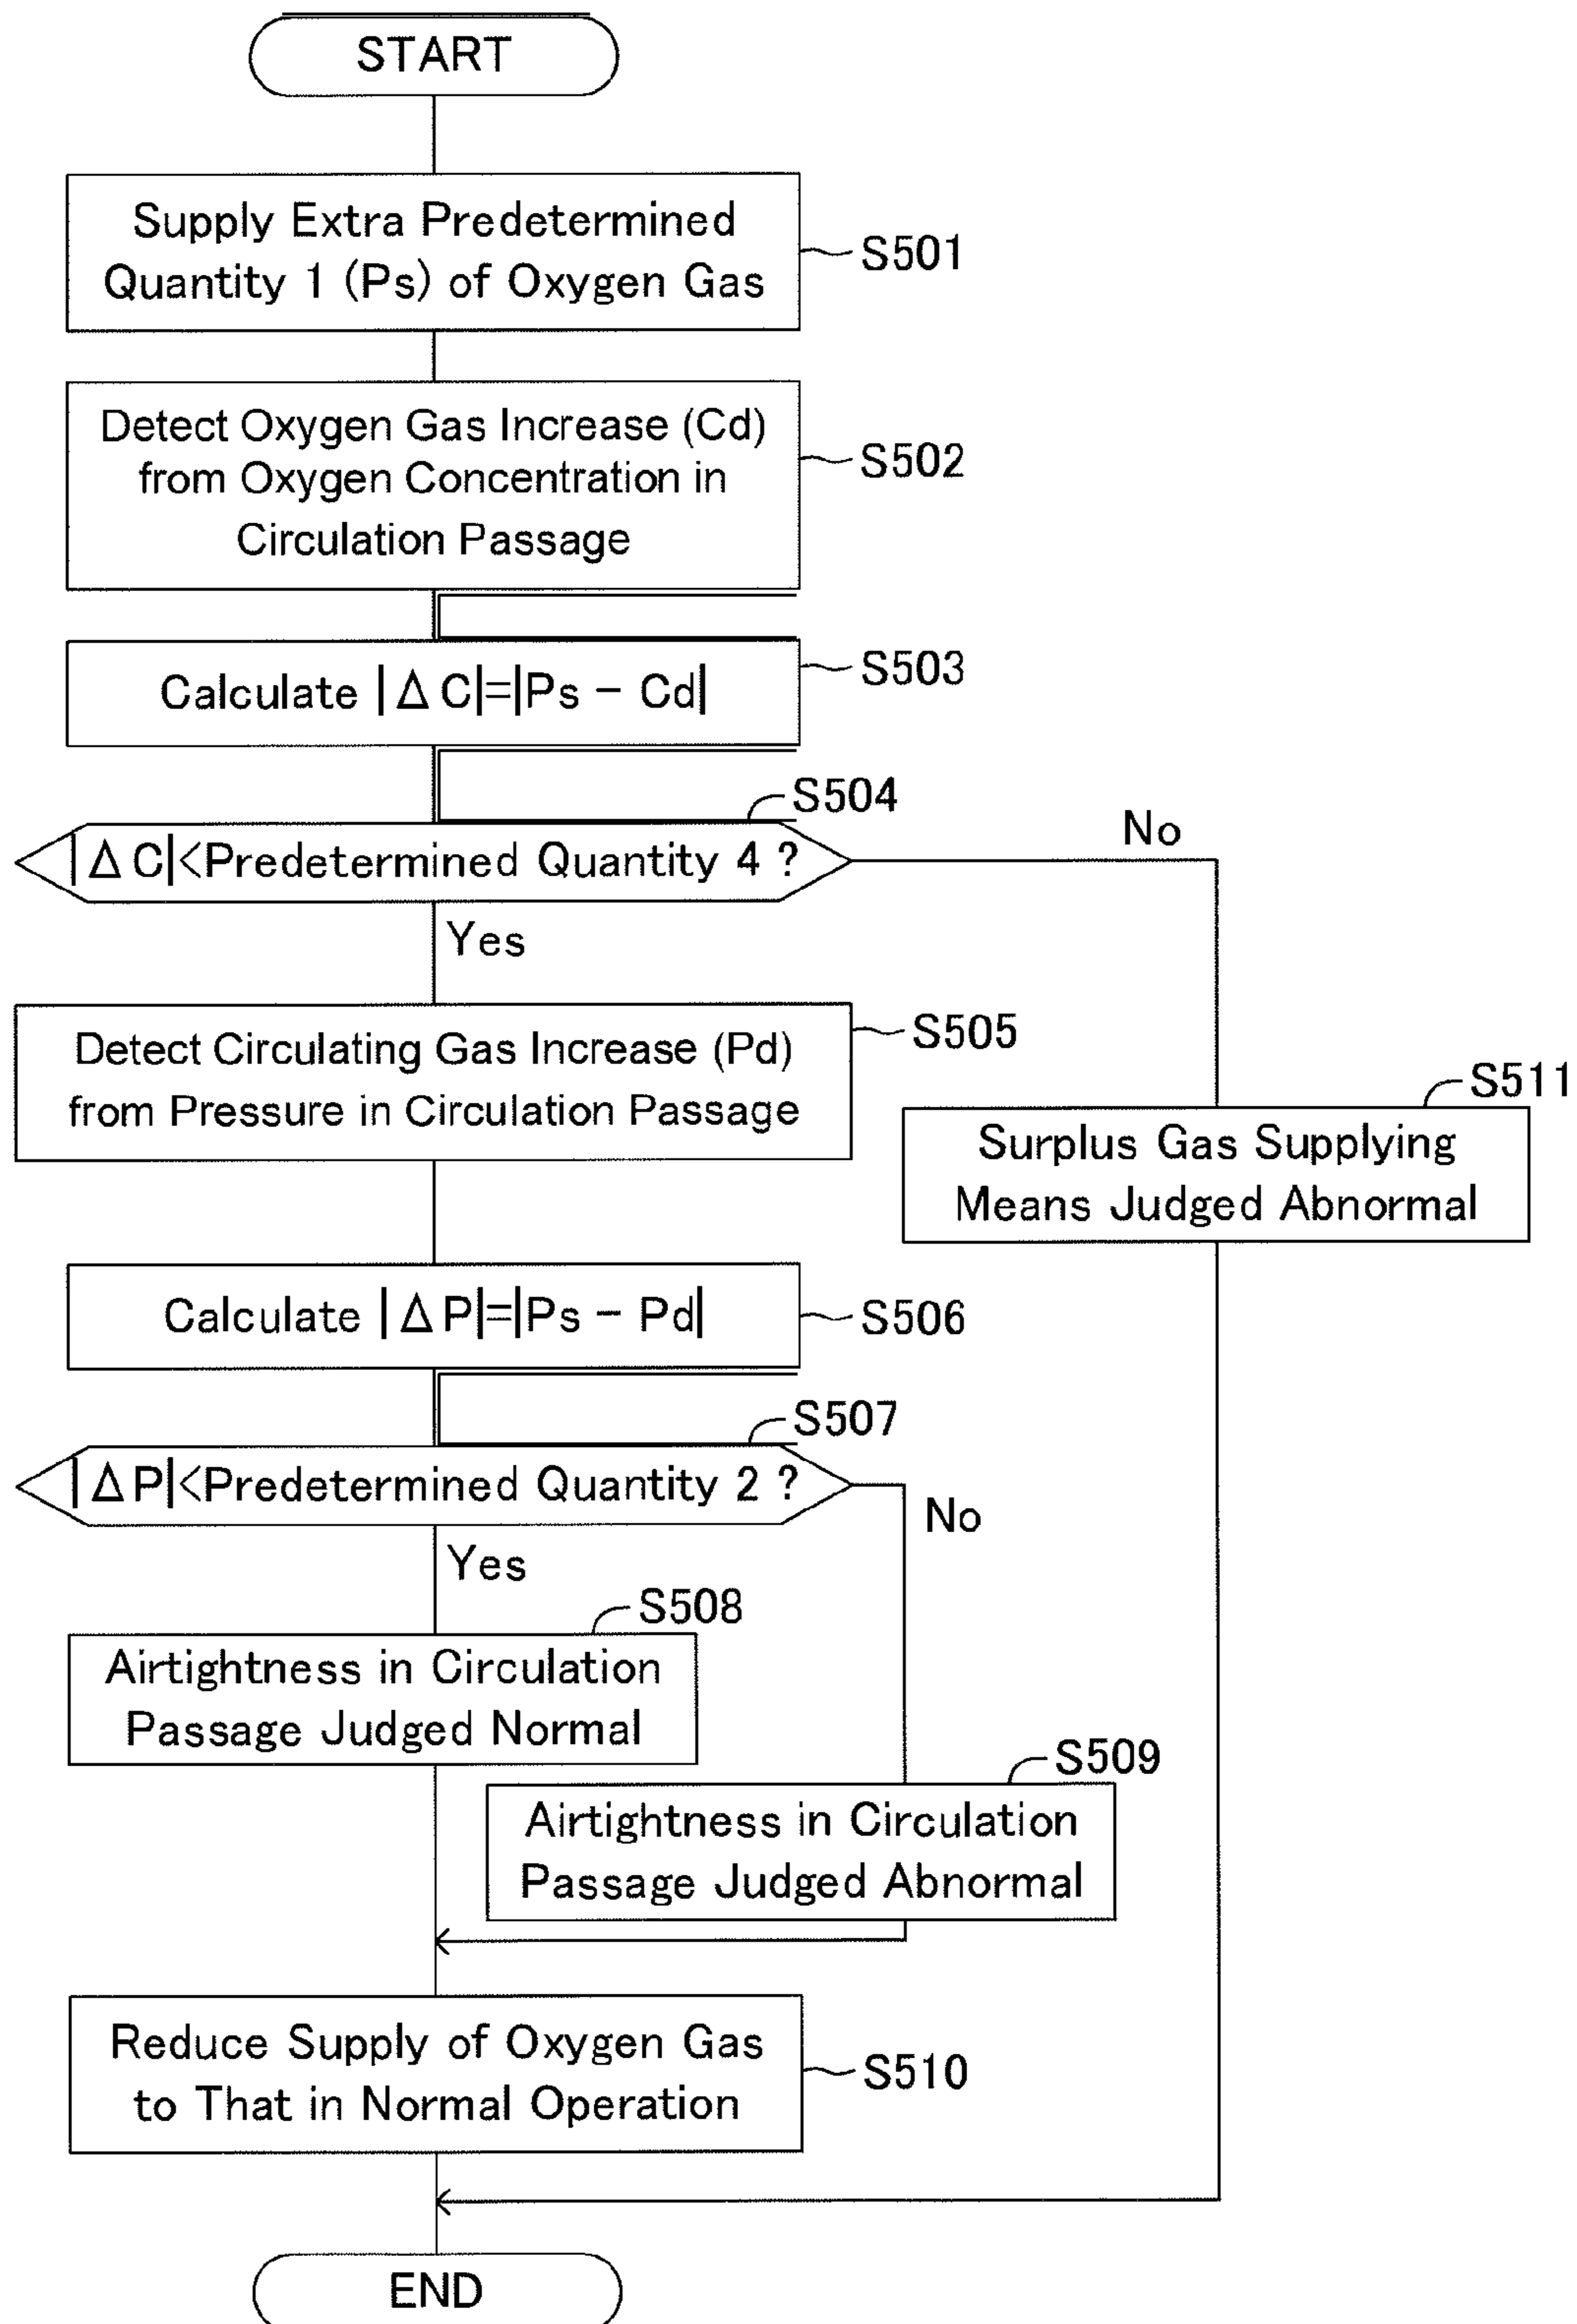 START
Supply Extra Predetermined
Quantity 1 (Ps) of Oxygen Gas
S501
Detect Oxygen Gas Increase (Cd)
from Oxygen Concentration in
Circulation Passage
S502
Calculate |Δ C|=|Ps − Cd|
S503
S504
|Δ C|<Predetermined Quantity 4 ?
No
Yes
Detect Circulating Gas Increase (Pd)
from Pressure in Circulation Passage
S505
S511
Surplus Gas Supplying
Means Judged Abnormal
Calculate |Δ P|=|Ps − Pd|
S506
S507
|Δ P|<Predetermined Quantity 2 ?
No
Yes
S508
Airtightness in Circulation
Passage Judged Normal
S509
Airtightness in Circulation
Passage Judged Abnormal
Reduce Supply of Oxygen Gas
to That in Normal Operation
S510
END